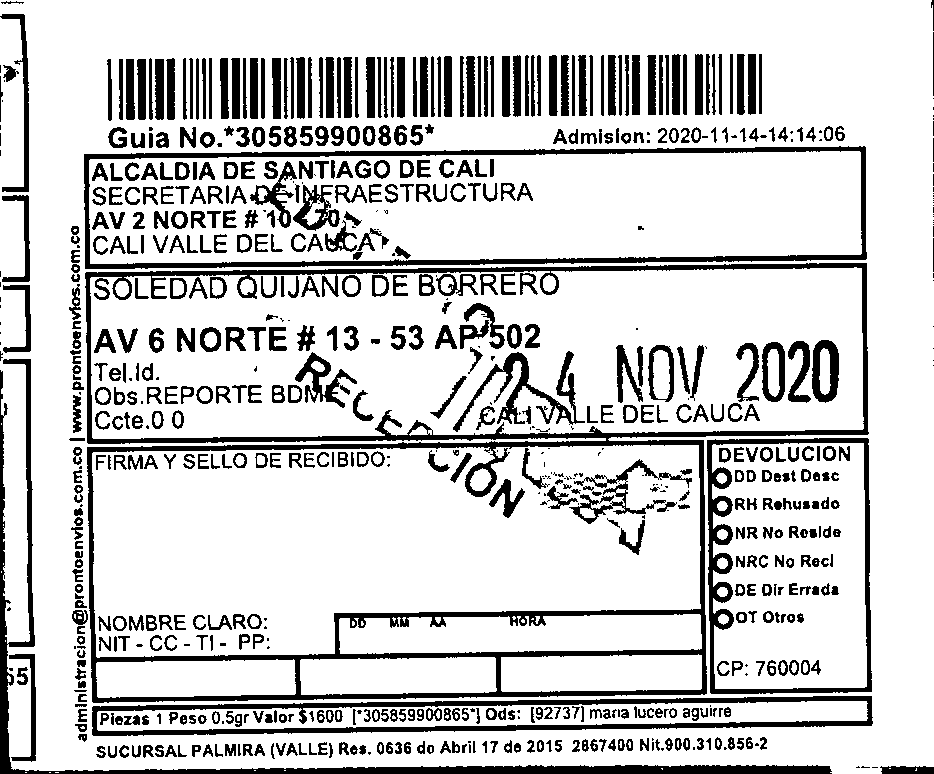 Guia No.*305859900865*
Admision: 2020-11-14-14:14:06
ALCALDIA DE SANTIAGO DE CALI
SECRETARIA DE INFRAESTRUCTURA
AV 2 NORTE # 10 - 70
CALI VALLE DEL CAUCA
SOLEDAD QUIJANO DE BORRERO
AV 6 NORTE # 13 - 53 AP 502
Tel.Id.
Obs.REPORTE BDME
Ccte.0 0
24 NOV 2020
CALI VALLE DEL CAUCA
RECEPCIÓN
FIRMA Y SELLO DE RECIBIDO:
NOMBRE CLARO:
NIT - CC - TI - PP:
DD MM AA HORA
DEVOLUCION
DD Dest Desc
RH Rehusado
NR No Reside
NRC No Recl
DE Dir Errada
OT Otros
CP: 760004
Piezas 1 Peso 0.5gr Valor $1600 [*305859900865*] Ods: [92737] maria lucero aguirre
SUCURSAL PALMIRA (VALLE) Res. 0636 do Abril 17 de 2015 2867400 Nit.900.310.856-2
administracion@prontoenvios.com.co | www.prontoenvios.com.co